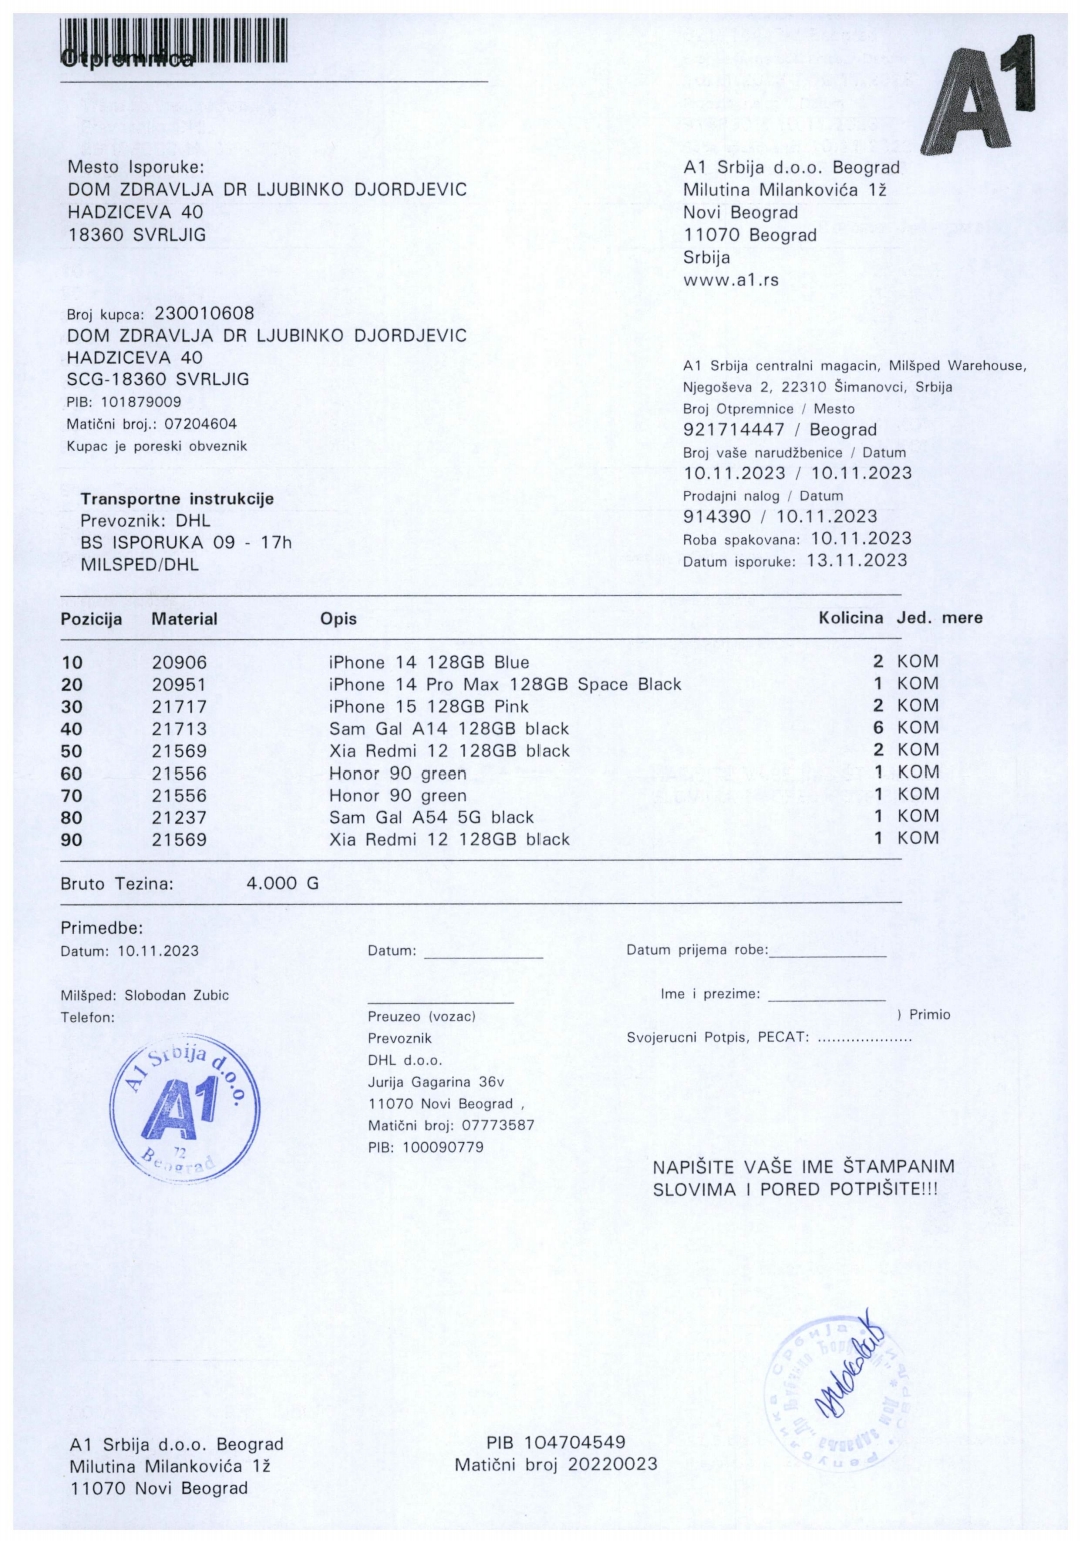 Otpremnica
A1
Mesto Isporuke:
DOM ZDRAVLJA DR LJUBINKO DJORDJEVIC
HADZICEVA 40
18360 SVRLJIG
A1 Srbija d.o.o. Beograd
Milutina Milankovića 1ž
Novi Beograd
11070 Beograd
Srbija
www.a1.rs
Broj kupca: 230010608
DOM ZDRAVLJA DR LJUBINKO DJORDJEVIC
HADZICEVA 40
SCG-18360 SVRLJIG
PIB: 101879009
Matični broj.: 07204604
Kupac je poreski obveznik
A1 Srbija centralni magacin, Milšped Warehouse,
Njegoševa 2, 22310 Šimanovci, Srbija
Broj Otpremnice / Mesto
921714447 / Beograd
Broj vaše narudžbenice / Datum
10.11.2023 / 10.11.2023
Prodajni nalog / Datum
914390 / 10.11.2023
Roba spakovana: 10.11.2023
Datum isporuke: 13.11.2023
Transportne instrukcije
Prevoznik: DHL
BS ISPORUKA 09 - 17h
MILSPED/DHL
Pozicija Material Opis Kolicina Jed. mere
10 20906 iPhone 14 128GB Blue 2 KOM
20 20951 iPhone 14 Pro Max 128GB Space Black 1 KOM
30 21717 iPhone 15 128GB Pink 2 KOM
40 21713 Sam Gal A14 128GB black 6 KOM
50 21569 Xia Redmi 12 128GB black 2 KOM
60 21556 Honor 90 green 1 KOM
70 21556 Honor 90 green 1 KOM
80 21237 Sam Gal A54 5G black 1 KOM
90 21569 Xia Redmi 12 128GB black 1 KOM
Bruto Tezina: 4.000 G
Primedbe:
Datum: 10.11.2023
Milšped: Slobodan Zubic
Telefon:
A1 Srbija d.o.o.
A1
72
Beograd
Datum: ____________
Preuzeo (vozac)
Prevoznik
DHL d.o.o.
Jurija Gagarina 36v
11070 Novi Beograd ,
Matični broj: 07773587
PIB: 100090779
Datum prijema robe:____________
Ime i prezime: ____________
) Primio
Svojerucni Potpis, PECAT: ....................
NAPIŠITE VAŠE IME ŠTAMPANIM
SLOVIMA I PORED POTPIŠITE!!!
Република Србија
Дом здравља
A1 Srbija d.o.o. Beograd
Milutina Milankovića 1ž
11070 Novi Beograd
PIB 104704549
Matični broj 20220023